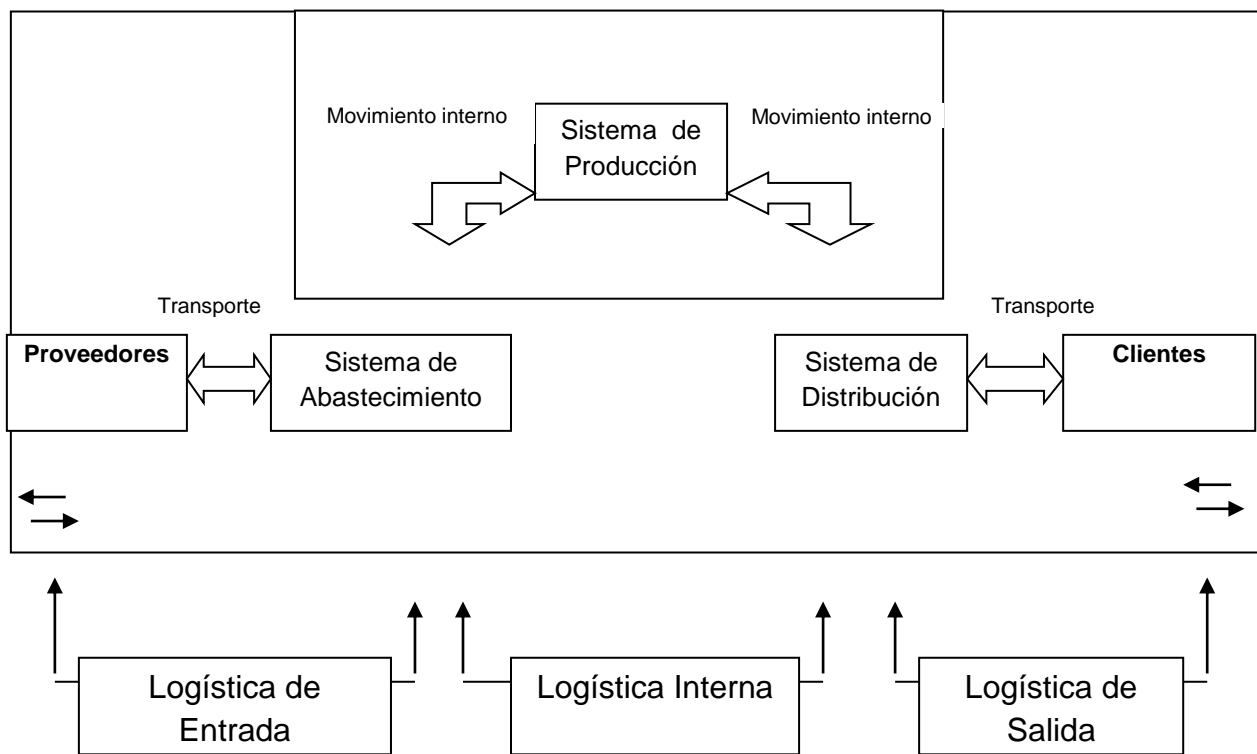 Movimiento interno
Sistema de
Producción
Movimiento interno
Transporte
Transporte
Proveedores
Sistema de
Abastecimiento
Sistema de
Distribución
Clientes
Logística de
Entrada
Logística Interna
Logística de
Salida